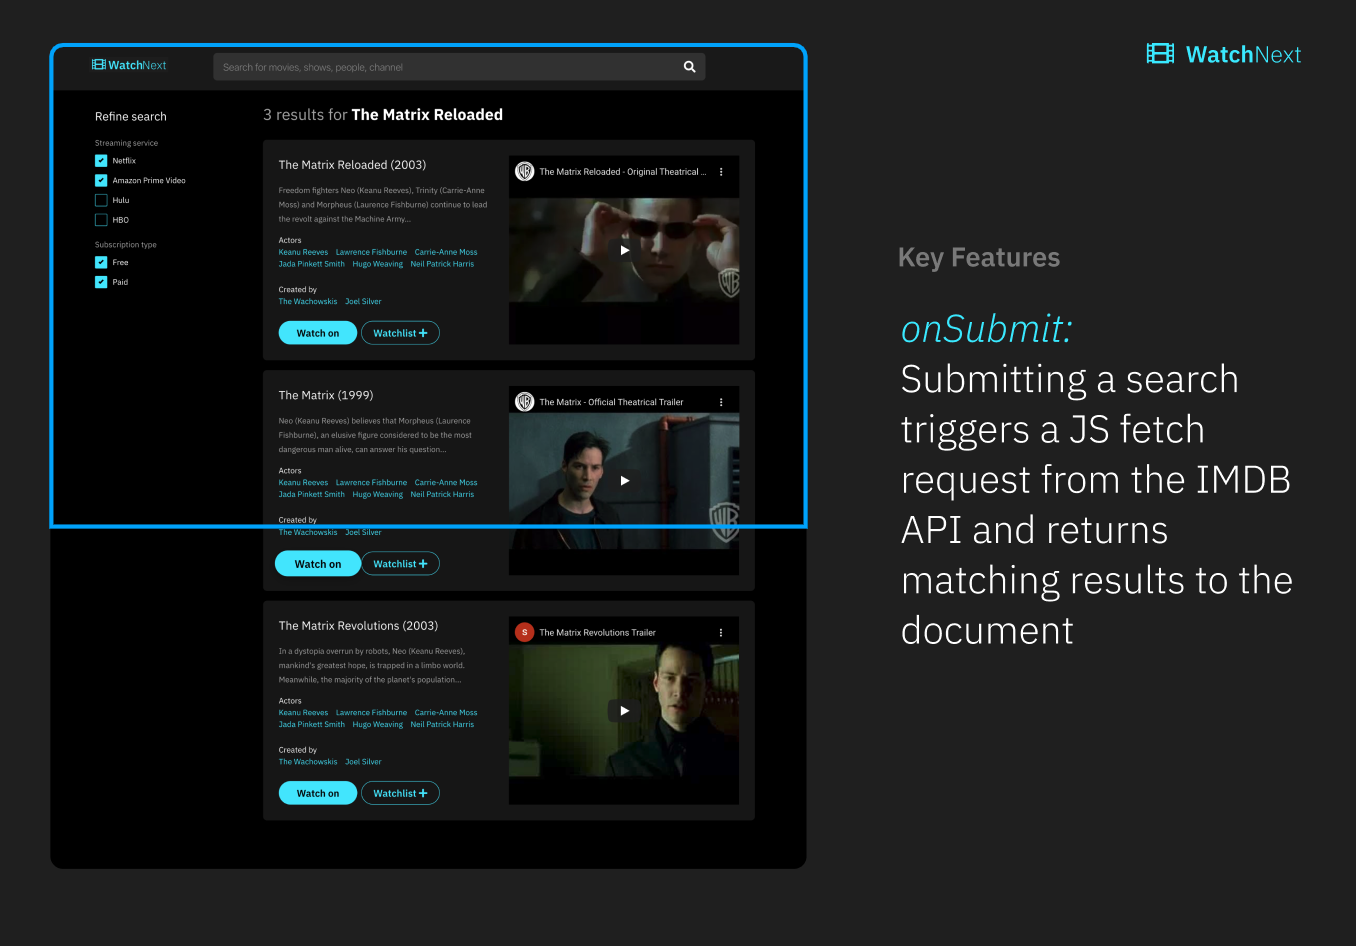 WatchNext
Search for movies, shows, people, channel
WatchNext
Refine search
Streaming service
Netflix
Amazon Prime Video
Hulu
HBO
Subscription type
Free
Paid
3 results for The Matrix Reloaded
The Matrix Reloaded (2003)
Freedom fighters Neo (Keanu Reeves), Trinity (Carrie-Anne
Moss) and Morpheus (Laurence Fishburne) continue to lead
the revolt against the Machine Army...
Actors
Keanu Reeves Lawrence Fishburne Carrie-Anne Moss
Jada Pinkett Smith Hugo Weaving Neil Patrick Harris
Created by
The Wachowskis Joel Silver
Watch on Watchlist +
The Matrix Reloaded - Original Theatrical ...
The Matrix (1999)
Neo (Keanu Reeves) believes that Morpheus (Laurence
Fishburne), an elusive figure considered to be the most
dangerous man alive, can answer his question...
Actors
Keanu Reeves Lawrence Fishburne Carrie-Anne Moss
Jada Pinkett Smith Hugo Weaving Neil Patrick Harris
Created by
The Wachowskis Joel Silver
Watch on Watchlist +
The Matrix - Official Theatrical Trailer
The Matrix Revolutions (2003)
In a dystopia overrun by robots, Neo (Keanu Reeves),
mankind's greatest hope, is trapped in a limbo world.
Meanwhile, the majority of the planet's population...
Actors
Keanu Reeves Lawrence Fishburne Carrie-Anne Moss
Jada Pinkett Smith Hugo Weaving Neil Patrick Harris
Created by
The Wachowskis Joel Silver
Watch on Watchlist +
S The Matrix Revolutions Trailer
Key Features
onSubmit:
Submitting a search
triggers a JS fetch
request from the IMDB
API and returns
matching results to the
document